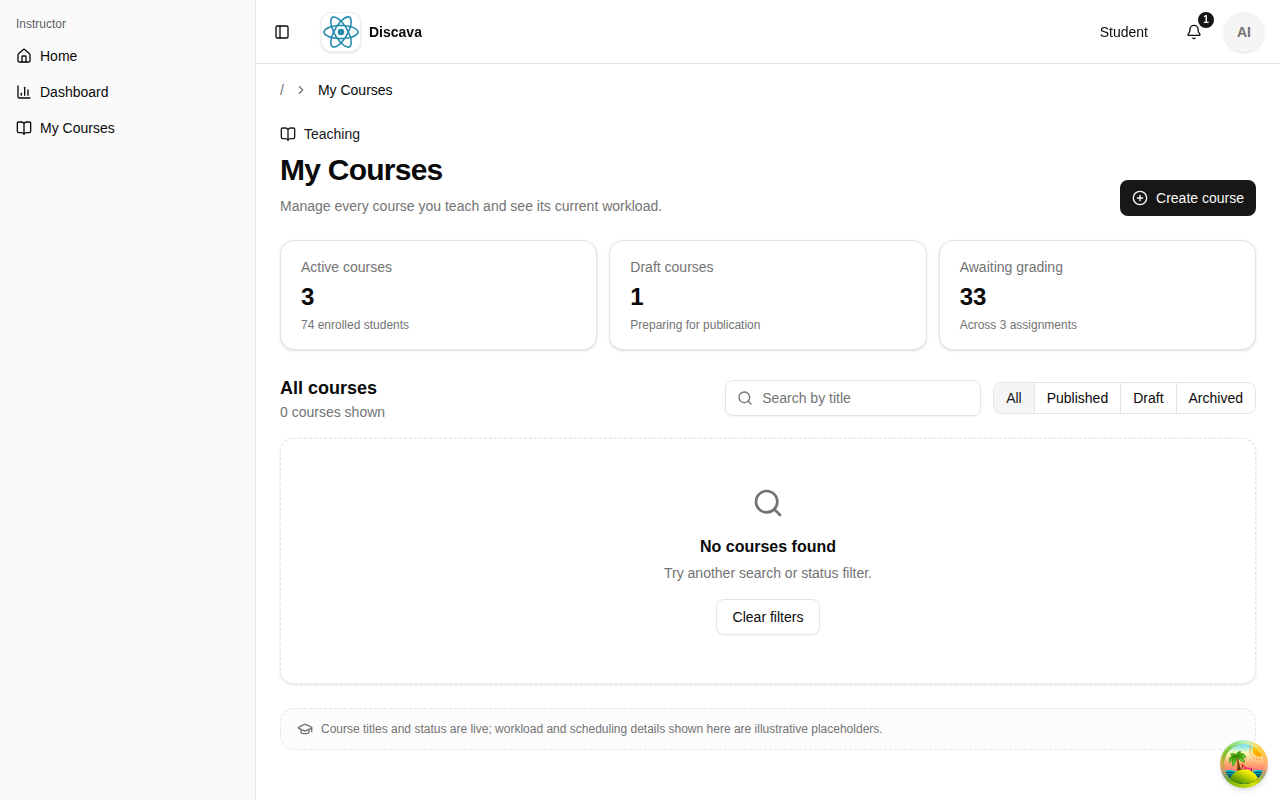 Instructor
Home
Dashboard
My Courses
Discava
Student
1
AI
/ My Courses
Teaching
My Courses
Manage every course you teach and see its current workload.
Create course
Active courses
3
74 enrolled students
Draft courses
1
Preparing for publication
Awaiting grading
33
Across 3 assignments
All courses
0 courses shown
Search by title
All
Published
Draft
Archived
No courses found
Try another search or status filter.
Clear filters
Course titles and status are live; workload and scheduling details shown here are illustrative placeholders.